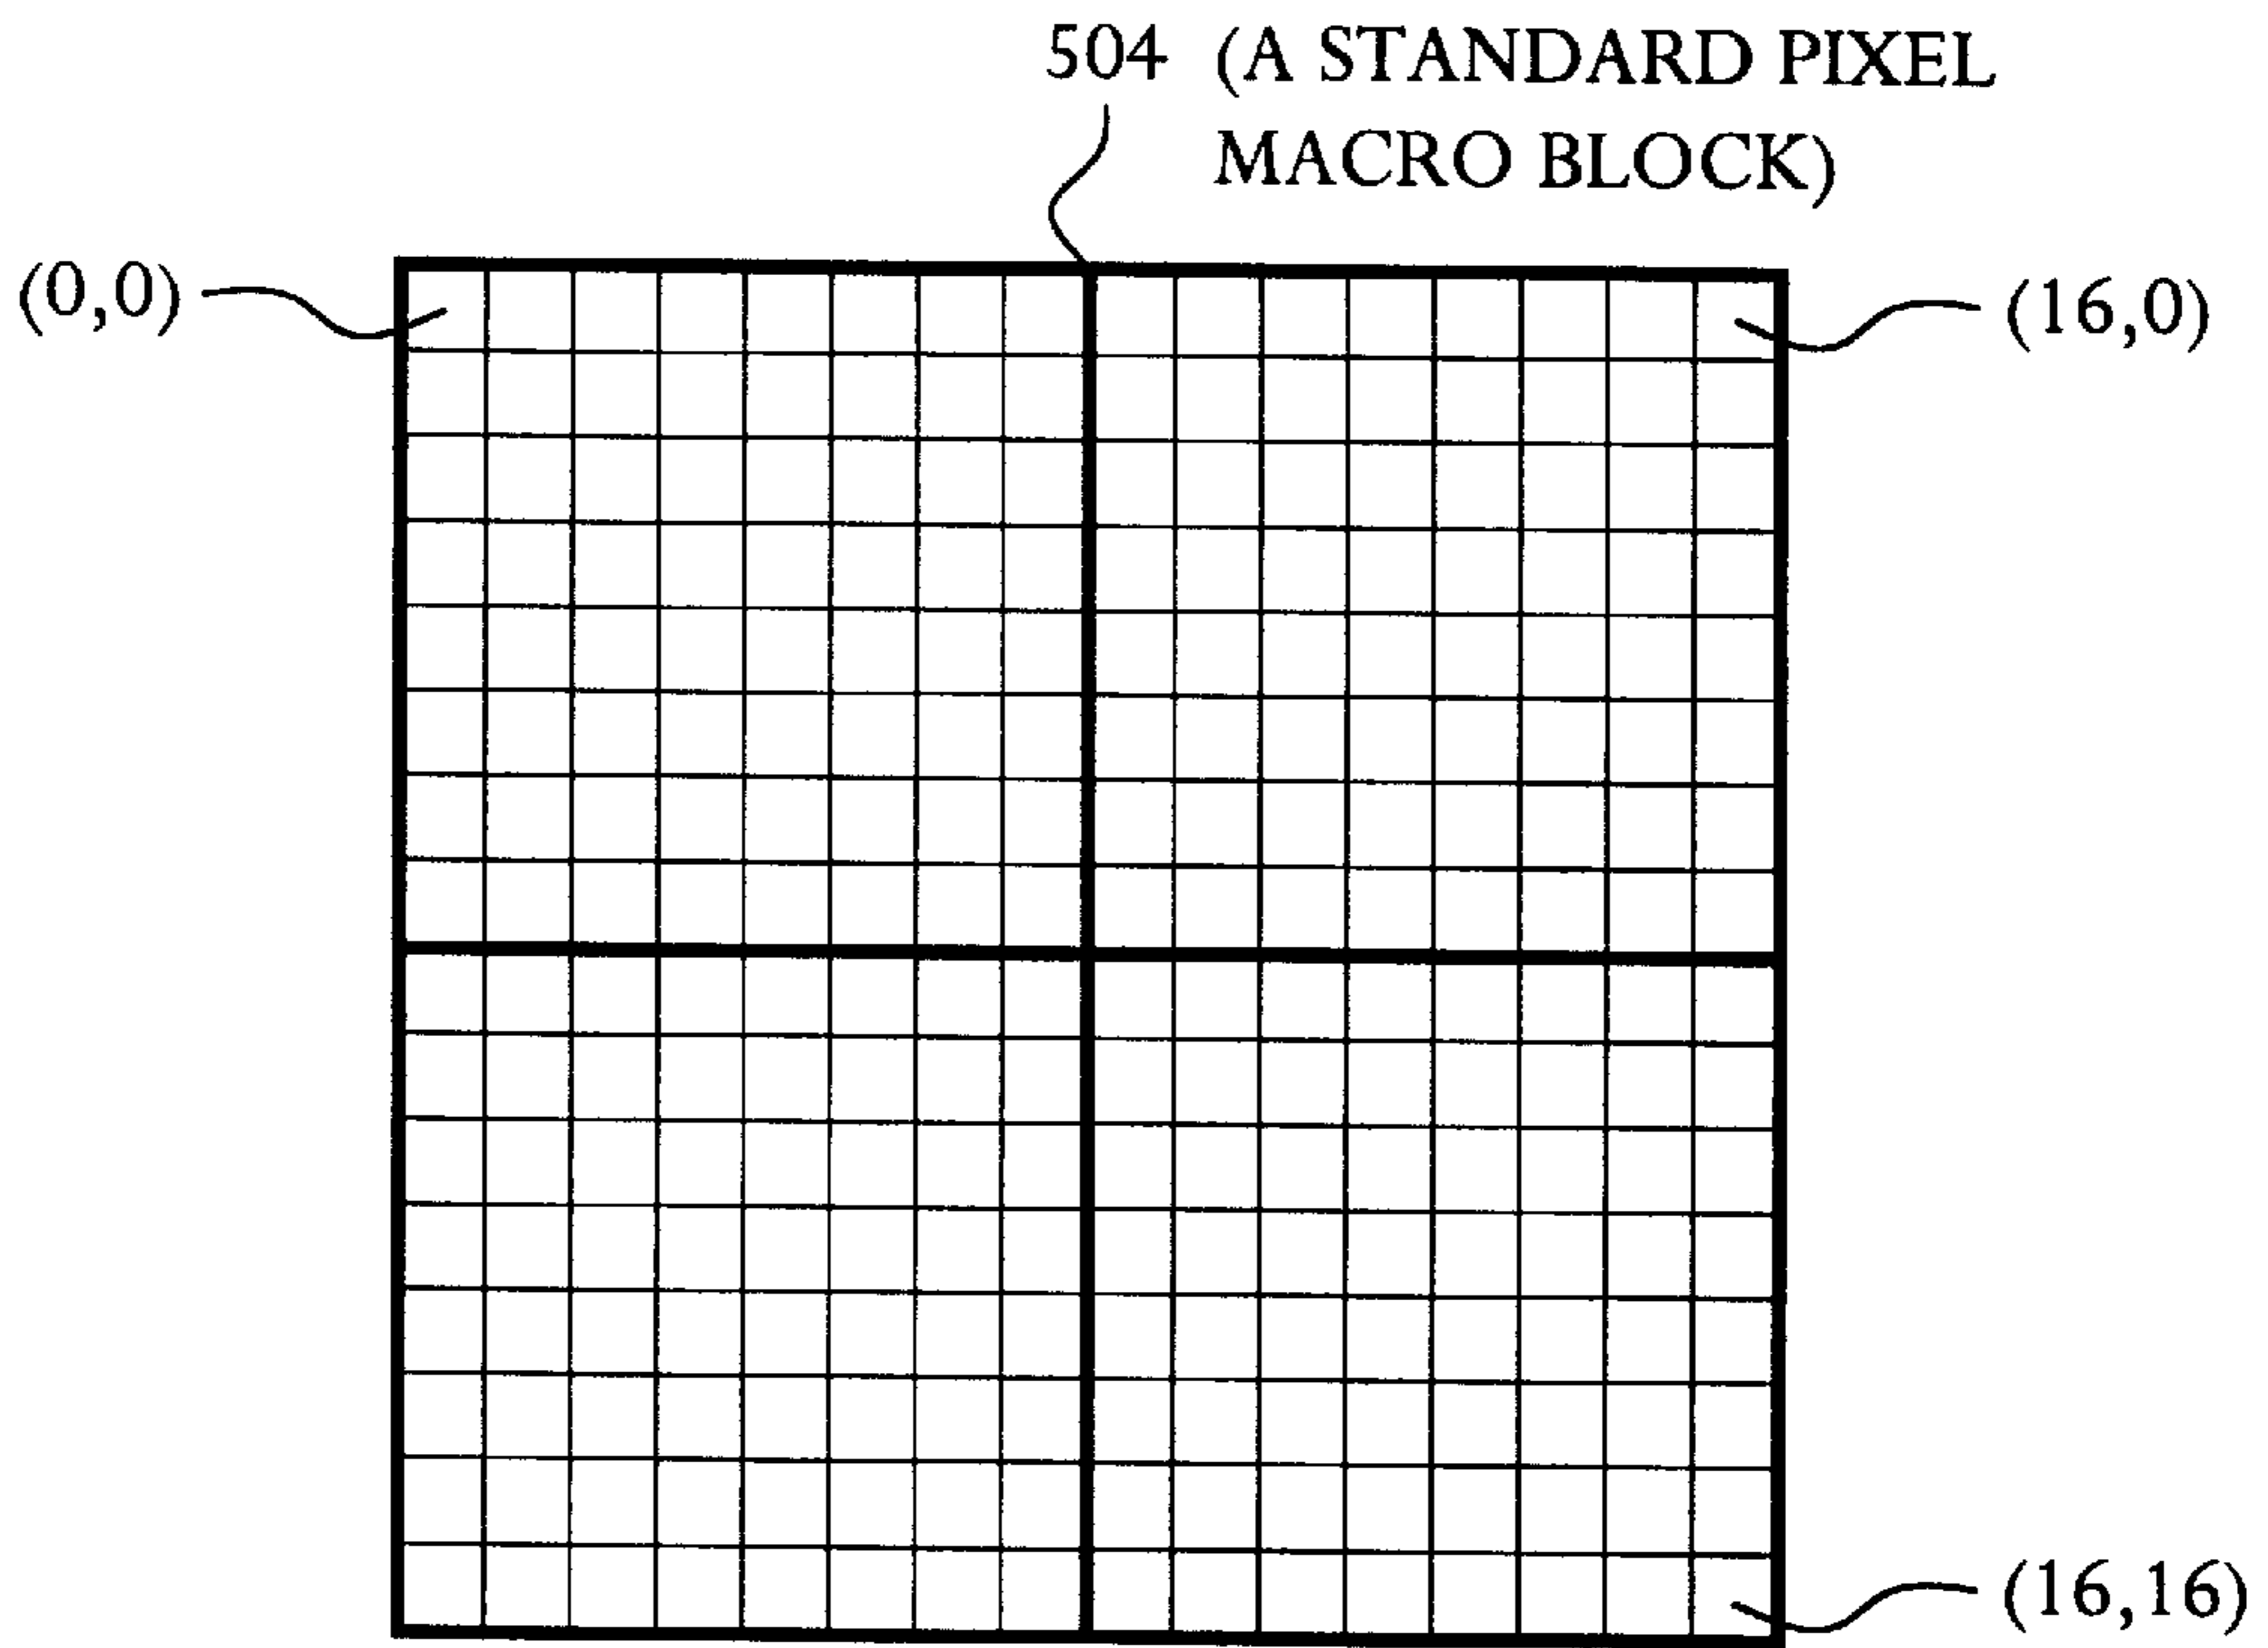 504 (A STANDARD PIXEL
MACRO BLOCK)
(0,0)
(16,0)
(16,16)